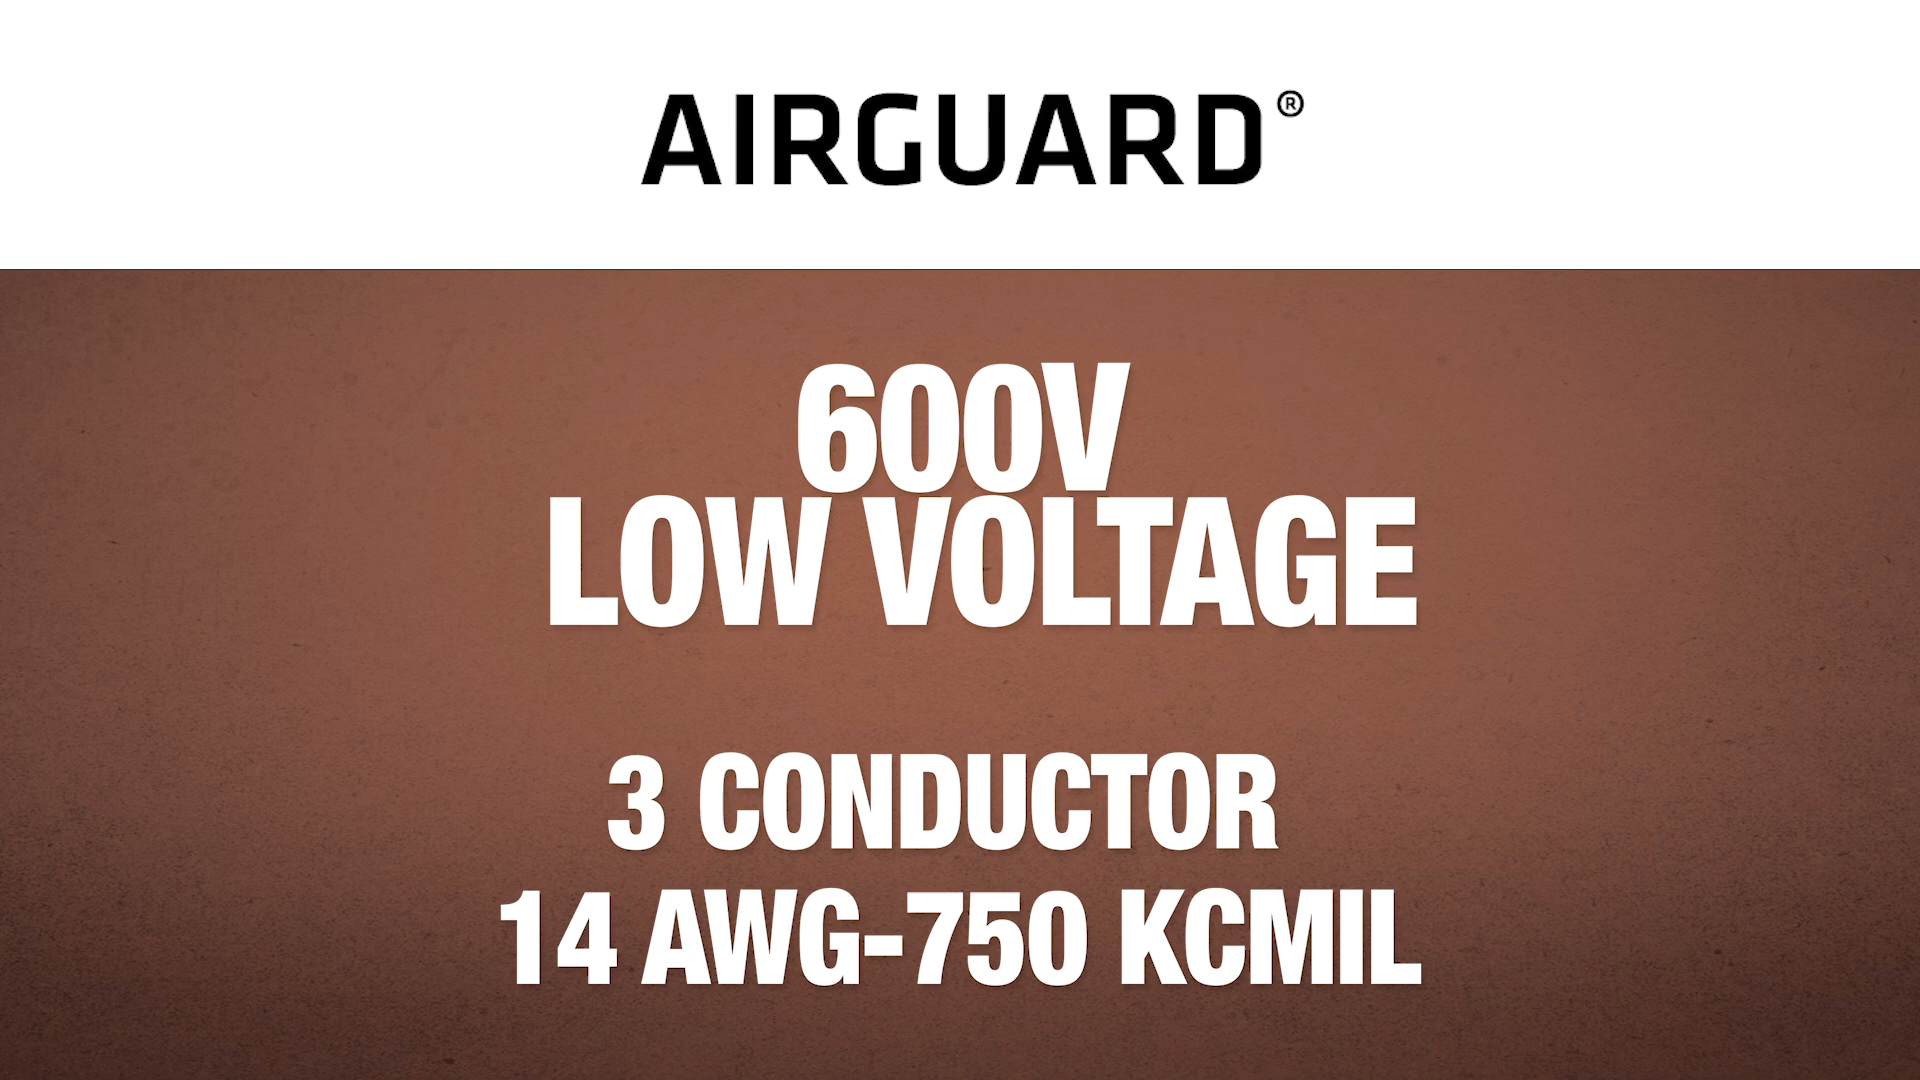 AIRGUARD®
600V
LOW VOLTAGE
3 CONDUCTOR
14 AWG-750 KCMIL